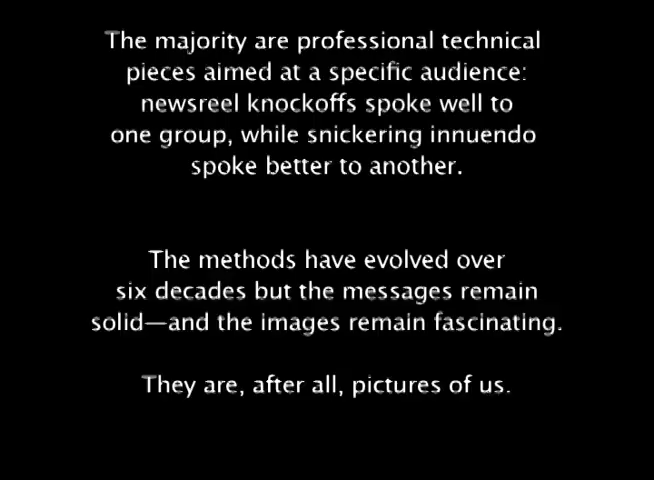 The majority are professional technical
pieces aimed at a specific audience:
newsreel knockoffs spoke well to
one group, while snickering innuendo
spoke better to another.
The methods have evolved over
six decades but the messages remain
solid—and the images remain fascinating.
They are, after all, pictures of us.